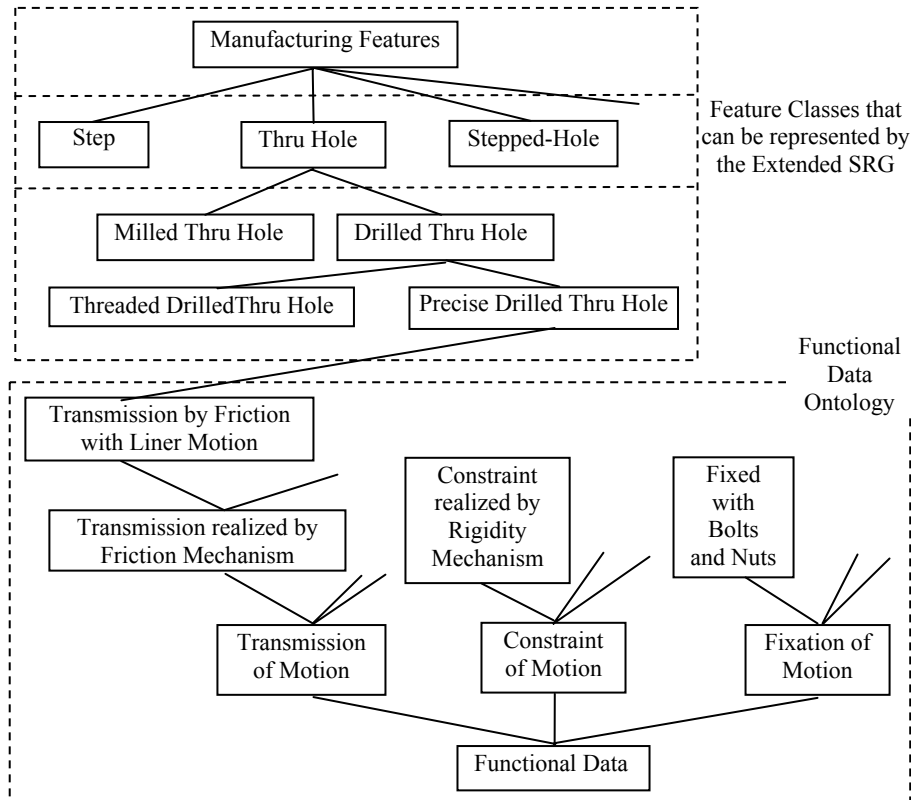 Manufacturing Features
Feature Classes that
can be represented by
the Extended SRG
Step
Thru Hole
Stepped-Hole
Milled Thru Hole
Drilled Thru Hole
Threaded DrilledThru Hole
Precise Drilled Thru Hole
Functional
Data
Ontology
Transmission by Friction
with Liner Motion
Constraint
realized by
Rigidity
Mechanism
Fixed
with
Bolts
and Nuts
Transmission realized by
Friction Mechanism
Transmission
of Motion
Constraint
of Motion
Fixation of
Motion
Functional Data